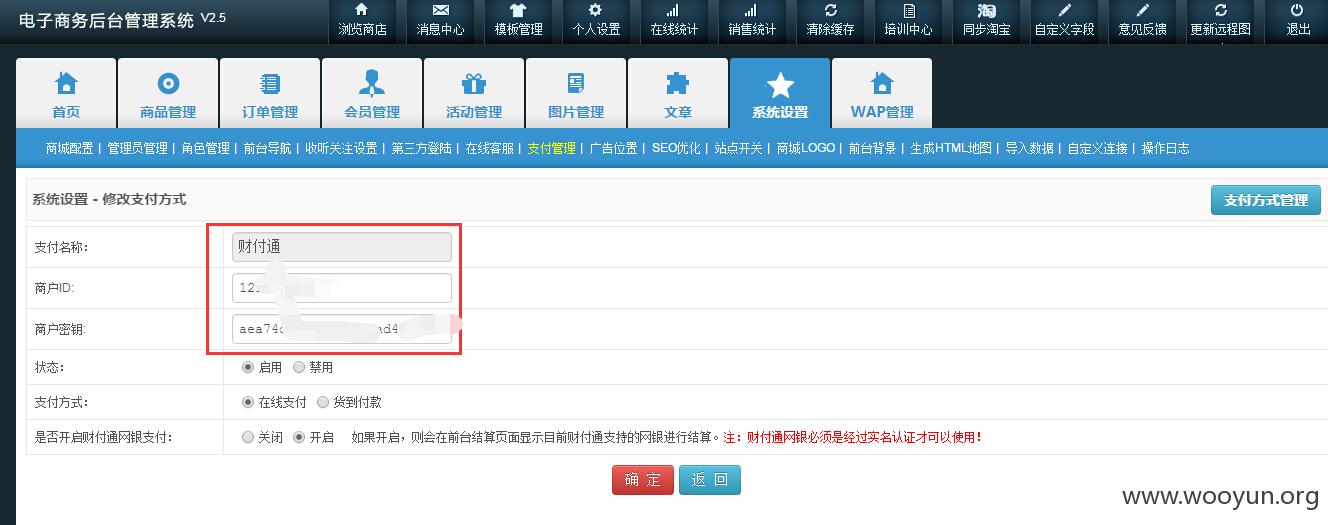 电子商务后台管理系统 V2.5
浏览商店 消息中心 模板管理 个人设置 在线统计 销售统计 清除缓存 培训中心 同步淘宝 自定义字段 意见反馈 更新远程图 退出
首页 商品管理 订单管理 会员管理 活动管理 图片管理 文章 系统设置 WAP管理
商城配置 | 管理员管理 | 角色管理 | 前台导航 | 收听关注设置 | 第三方登陆 | 在线客服 | 支付管理 | 广告位置 | SEO优化 | 站点开关 | 商城LOGO | 前台背景 | 生成HTML地图 | 导入数据 | 自定义连接 | 操作日志
系统设置 - 修改支付方式 支付方式管理
支付名称: 财付通
商户ID: 12
商户密钥: aea74 ad4
状态: 启用 禁用
支付方式: 在线支付 货到付款
是否开启财付通网银支付: 关闭 开启 如果开启，则会在前台结算页面显示目前财付通支持的网银进行结算。注：财付通网银必须是经过实名认证才可以使用！
确 定 返 回
www.wooyun.org